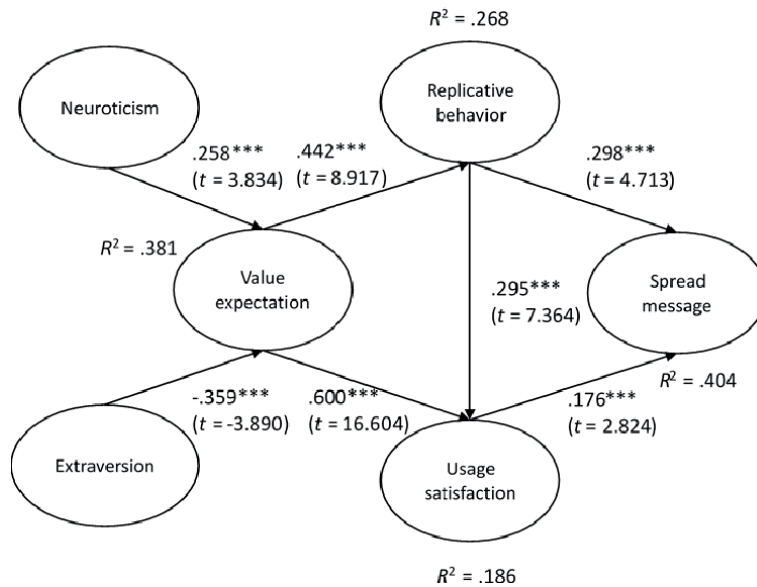 R² = .268
Neuroticism
Replicative
behavior
.258***
(t = 3.834)
.442***
(t = 8.917)
.298***
(t = 4.713)
R² = .381
Value
expectation
.295***
(t = 7.364)
Spread
message
-.359***
(t = -3.890)
.600***
(t = 16.604)
.176***
(t = 2.824)
R² = .404
Extraversion
Usage
satisfaction
R² = .186